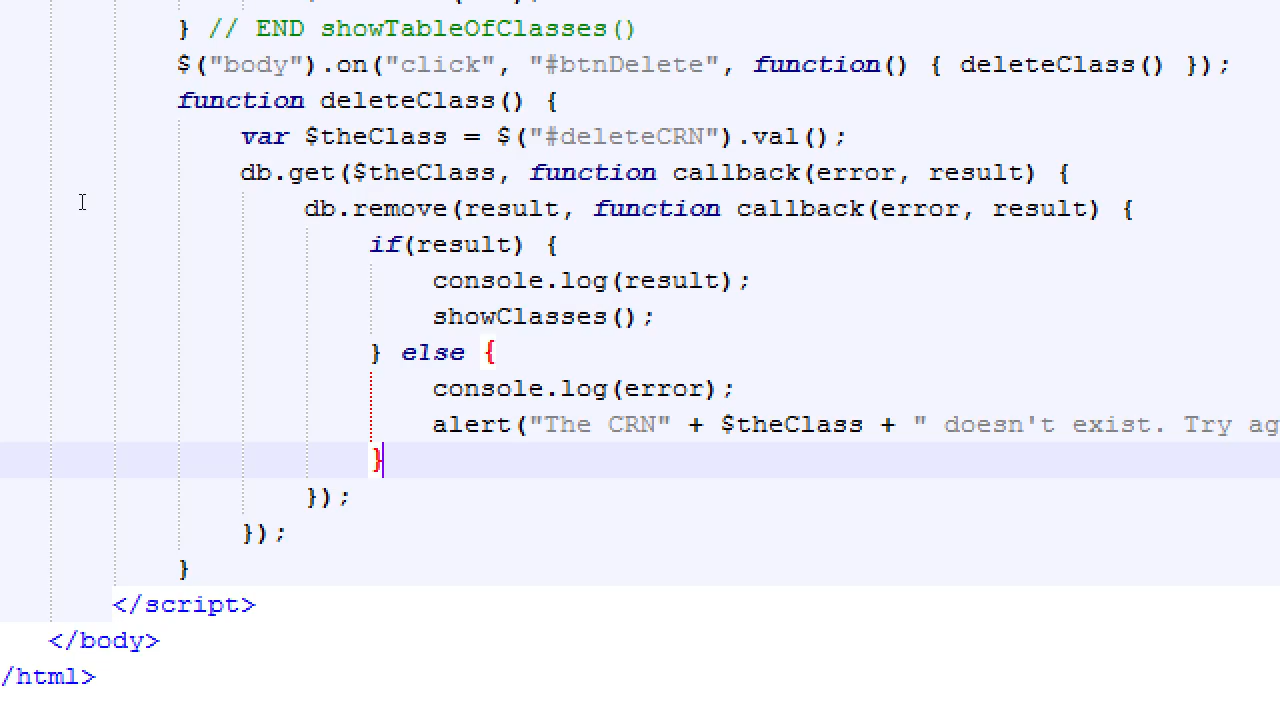 } // END showTableOfClasses()
$("body").on("click", "#btnDelete", function() { deleteClass() });
function deleteClass() {
var $theClass = $("#deleteCRN").val();
db.get($theClass, function callback(error, result) {
db.remove(result, function callback(error, result) {
if(result) {
console.log(result);
showClasses();
} else {
console.log(error);
alert("The CRN" + $theClass + " doesn't exist. Try ag
}
});
});
}
</script>
</body>
/html>